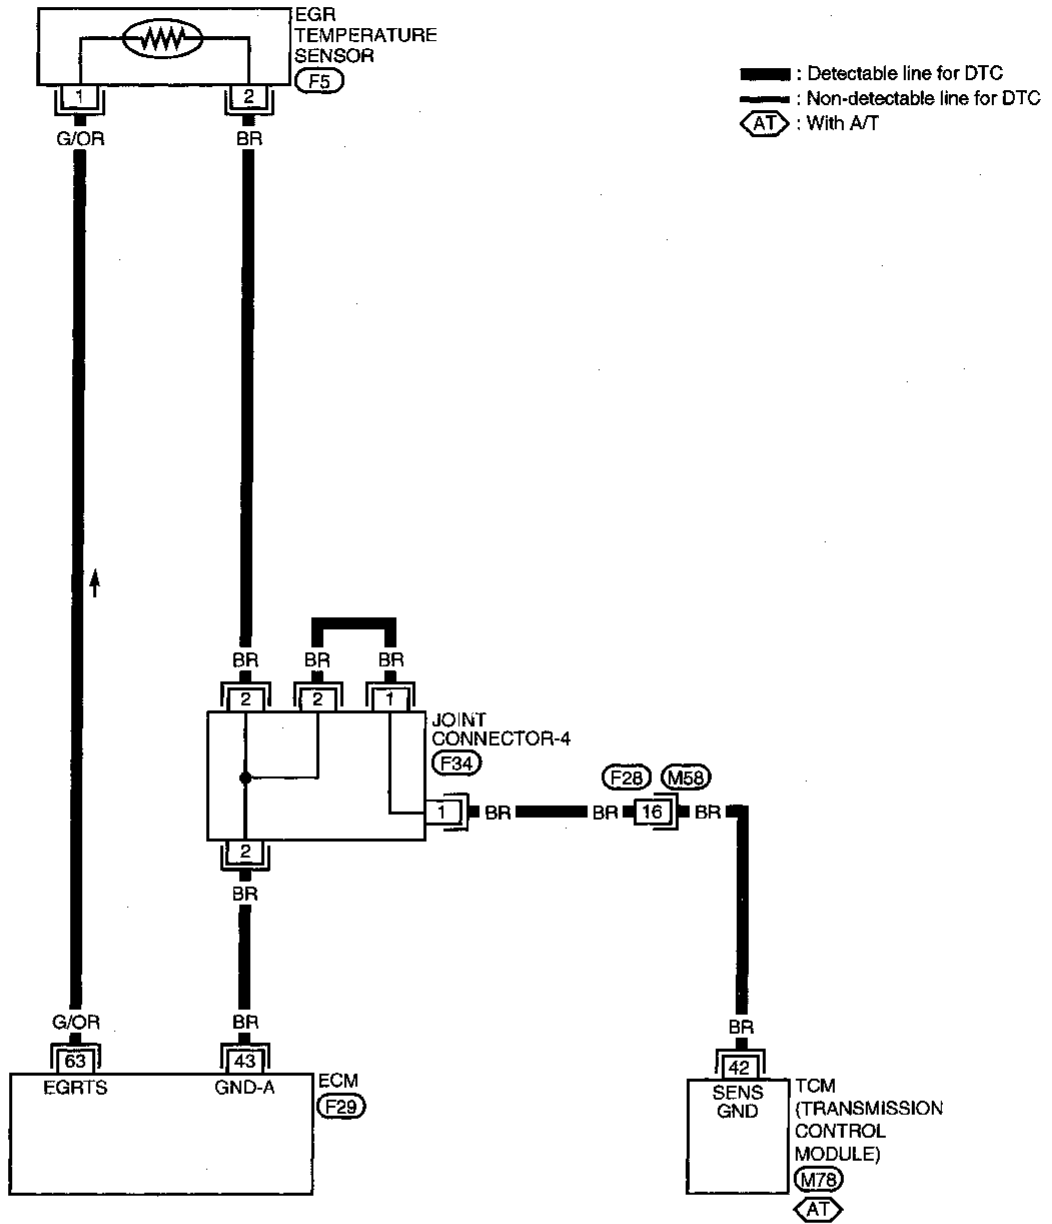 EGR
TEMPERATURE
SENSOR
F5
1
2
G/OR
BR
: Detectable line for DTC
: Non-detectable line for DTC
AT : With A/T
BR
BR
BR
2
2
1
JOINT
CONNECTOR-4
F34
F28
M58
1
BR
BR
16
BR
2
BR
G/OR
BR
BR
63
43
42
EGRTS
GND-A
ECM
F29
SENS
GND
TCM
(TRANSMISSION
CONTROL
MODULE)
M78
AT